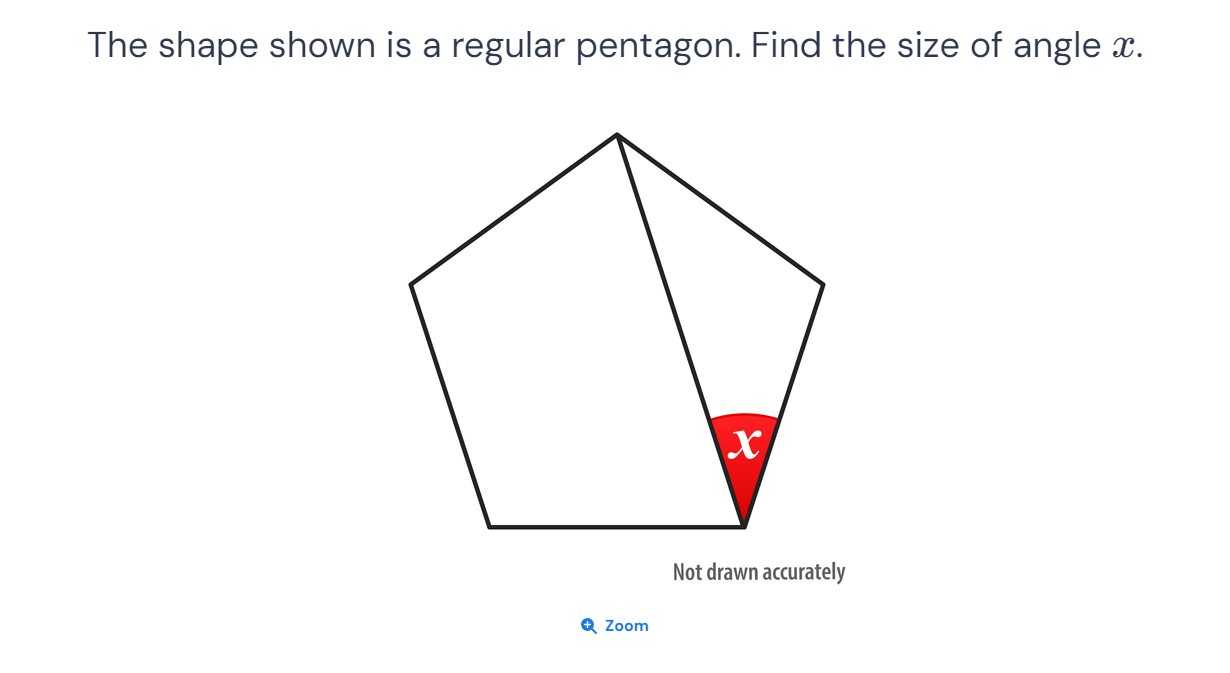 The shape shown is a regular pentagon. Find the size of angle x.
x
Not drawn accurately
Zoom